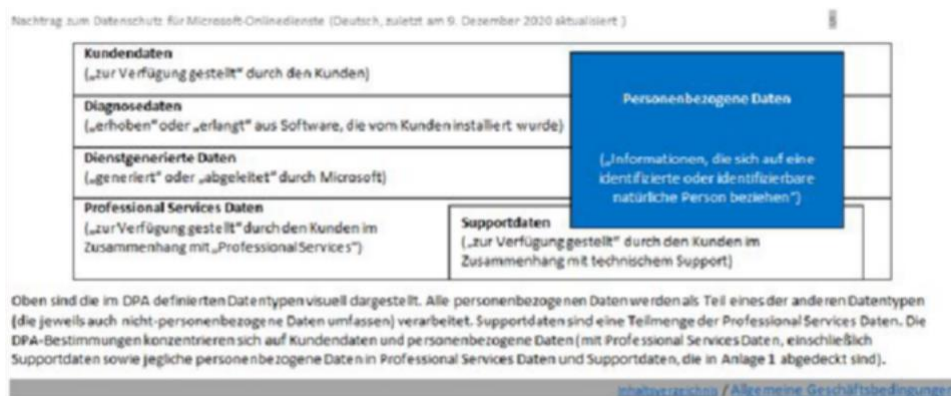 Nachtrag zum Datenschutz für Microsoft-Onlinedienste (Deutsch, zuletzt am 9. Dezember 2020 aktualisiert )
Kundendaten
(„zur Verfügung gestellt“ durch den Kunden)
Diagnosedaten
(„erhoben“ oder „erlangt“ aus Software, die vom Kunden installiert wurde)
Dienstgenerierte Daten
(„generiert“ oder „abgeleitet“ durch Microsoft)
Professional Services Daten
(„zur Verfügung gestellt“ durch den Kunden im
Zusammenhang mit „Professional Services“)
Personenbezogene Daten
(„Informationen, die sich auf eine
identifizierte oder identifizierbare
natürliche Person beziehen“)
Supportdaten
(„zur Verfügung gestellt“ durch den Kunden im
Zusammenhang mit technischem Support)
Oben sind die im DPA definierten Datentypen visuell dargestellt. Alle personenbezogenen Daten werden als Teil eines der anderen Datentypen
(die jeweils auch nicht-personenbezogene Daten umfassen) verarbeitet. Supportdaten sind eine Teilmenge der Professional Services Daten. Die
DPA-Bestimmungen konzentrieren sich auf Kundendaten und personenbezogene Daten (mit Professional Services Daten, einschließlich
Supportdaten sowie jegliche personenbezogene Daten in Professional Services Daten und Supportdaten, die in Anlage 1 abgedeckt sind).
Inhaltsverzeichnis / Allgemeine Geschäftsbedingungen